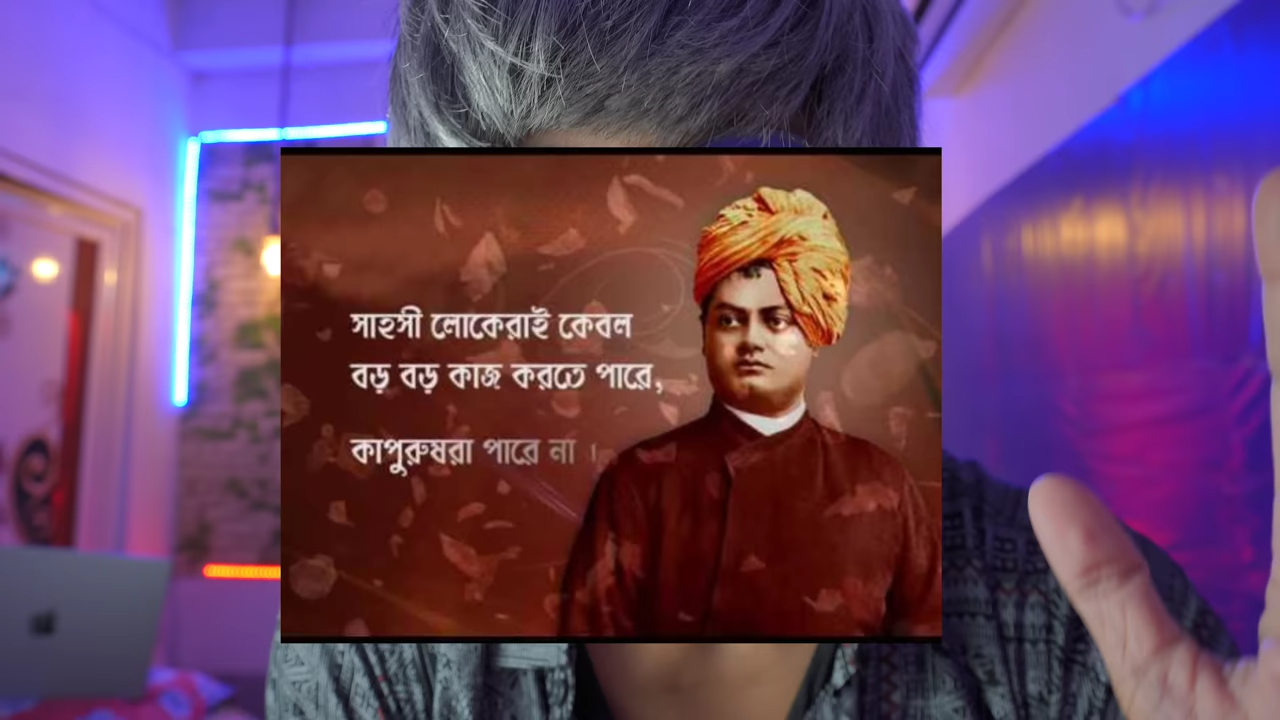 সাহসী লোকেরাই কেবল
বড় বড় কাজ করতে পারে,
কাপুরুষরা পারে না ।